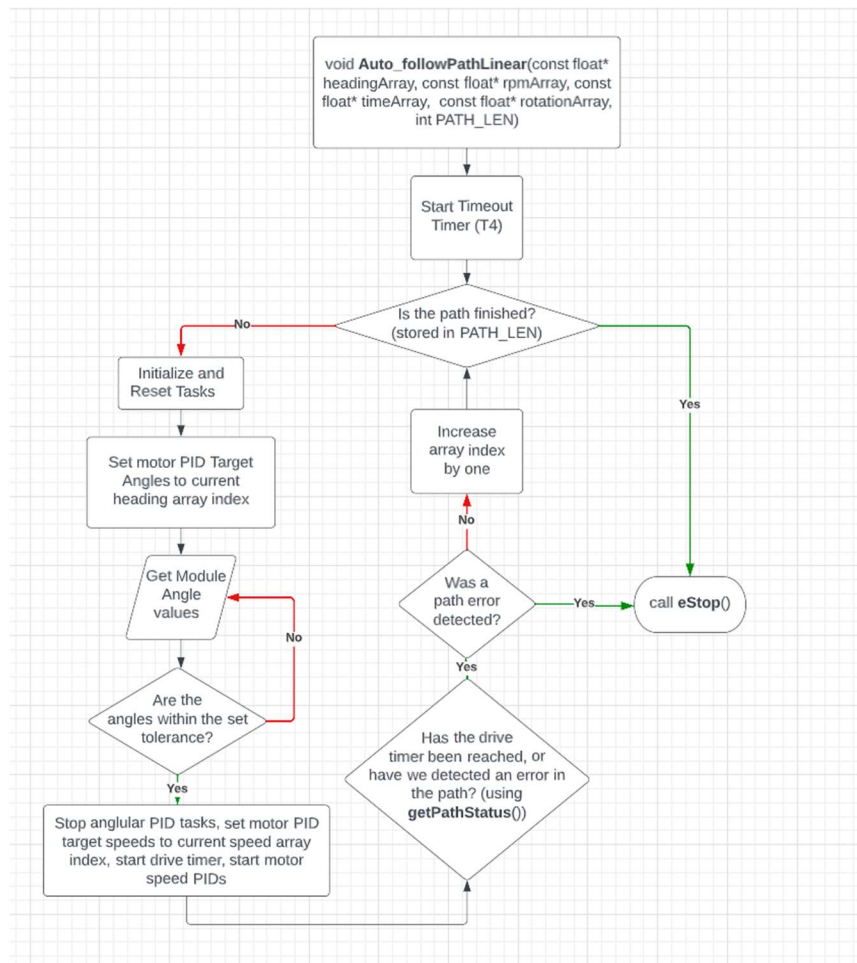 void Auto_followPathLinear(const float*
headingArray, const float* rpmArray, const
float* timeArray, const float* rotationArray,
int PATH_LEN)
Start Timeout
Timer (T4)
Is the path finished?
(stored in PATH_LEN)
No
Yes
Initialize and
Reset Tasks
Set motor PID Target
Angles to current
heading array index
Get Module
Angle
values
No
Are the
angles within the set
tolerance?
Yes
Stop anglular PID tasks, set motor PID
target speeds to current speed array
index, start drive timer, start motor
speed PIDs
Has the drive
timer been reached, or
have we detected an error in
the path? (using
getPathStatus())
Yes
Was a
path error
detected?
No
Yes
Increase
array index
by one
call eStop()